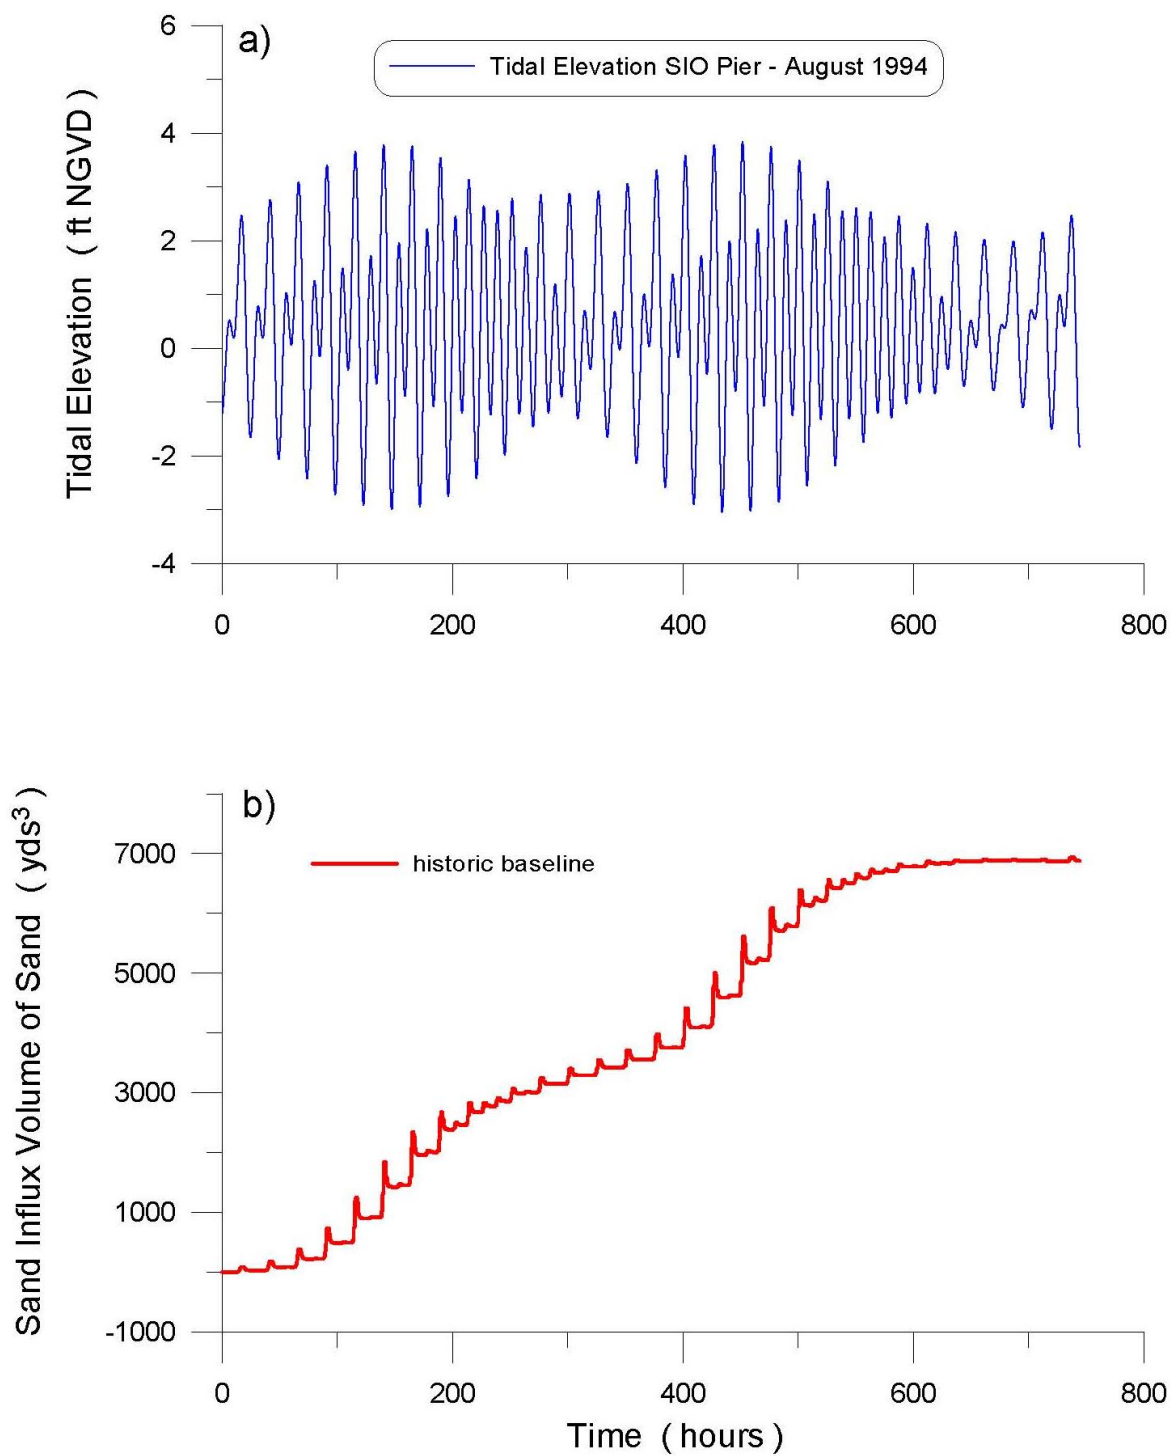 a)
Tidal Elevation SIO Pier - August 1994
Tidal Elevation ( ft NGVD )
6
4
2
0
-2
-4
0 200 400 600 800
b)
historic baseline
Sand Influx Volume of Sand ( yds³ )
7000
5000
3000
1000
-1000
0 200 400 600 800
Time ( hours )